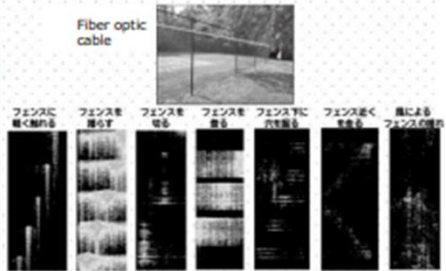 Fiber optic
cable
フェンスに
軽く触れる
フェンスを
揺らす
フェンスを
切る
フェンスを
登る
フェンス下に
穴を掘る
フェンス近く
を走る
風による
フェンスの揺れ